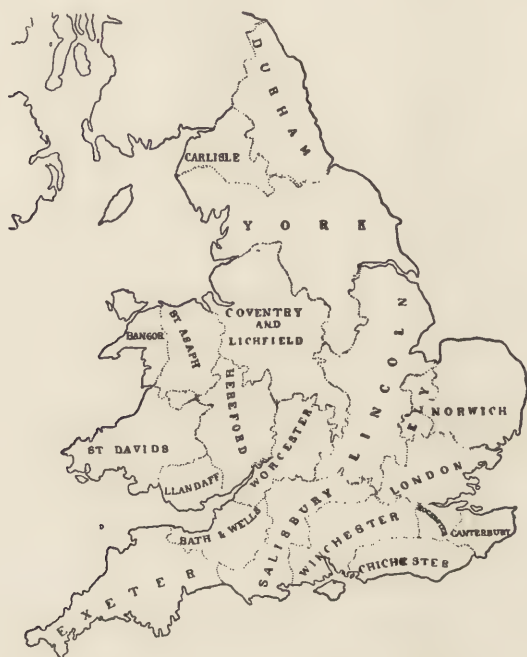 DURHAM
CARLISLE
YORK
COVENTRY
AND
LICHFIELD
BANGOR
ST ASAPH
LINCOLN
HEREFORD
ELY
NORWICH
WORCESTER
ST DAVIDS
LLANDAFF
LONDON
SALISBURY
BATH & WELLS
WINCHESTER
CANTERBURY
CHICHESTER
EXETER